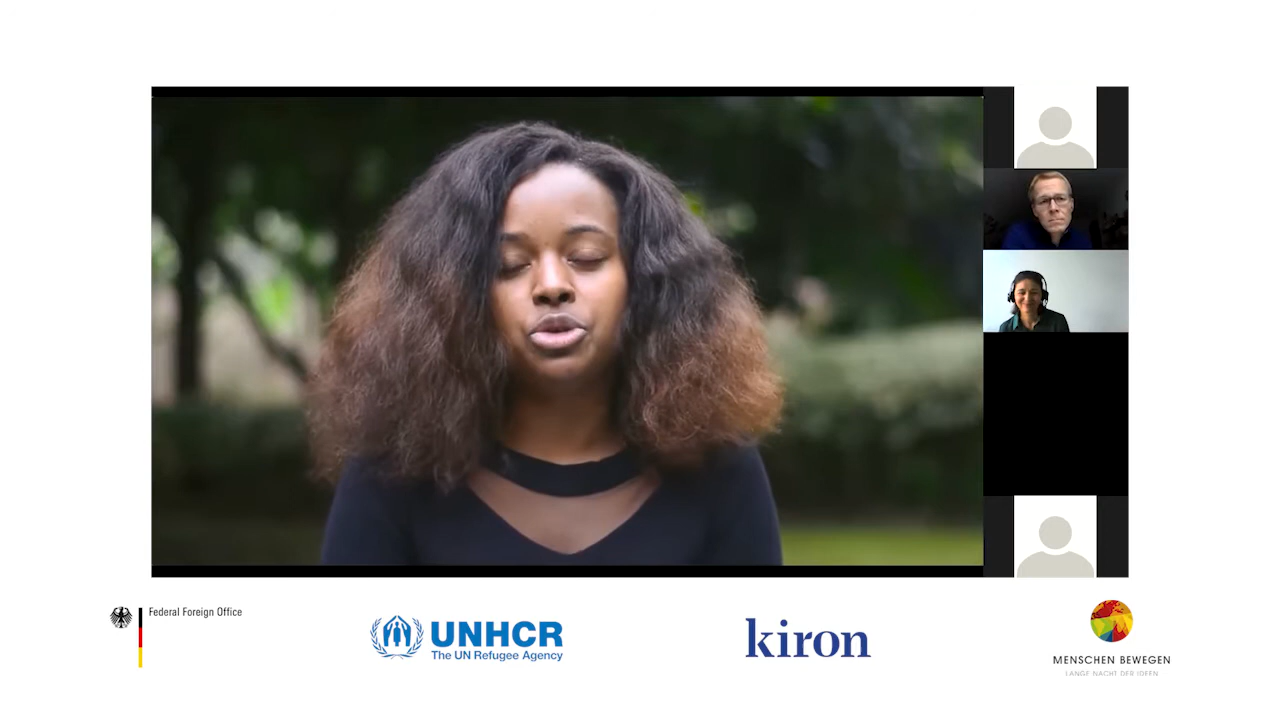 Federal Foreign Office
UNHCR
The UN Refugee Agency
kiron
MENSCHEN BEWEGEN
LANGE NACHT DER IDEEN